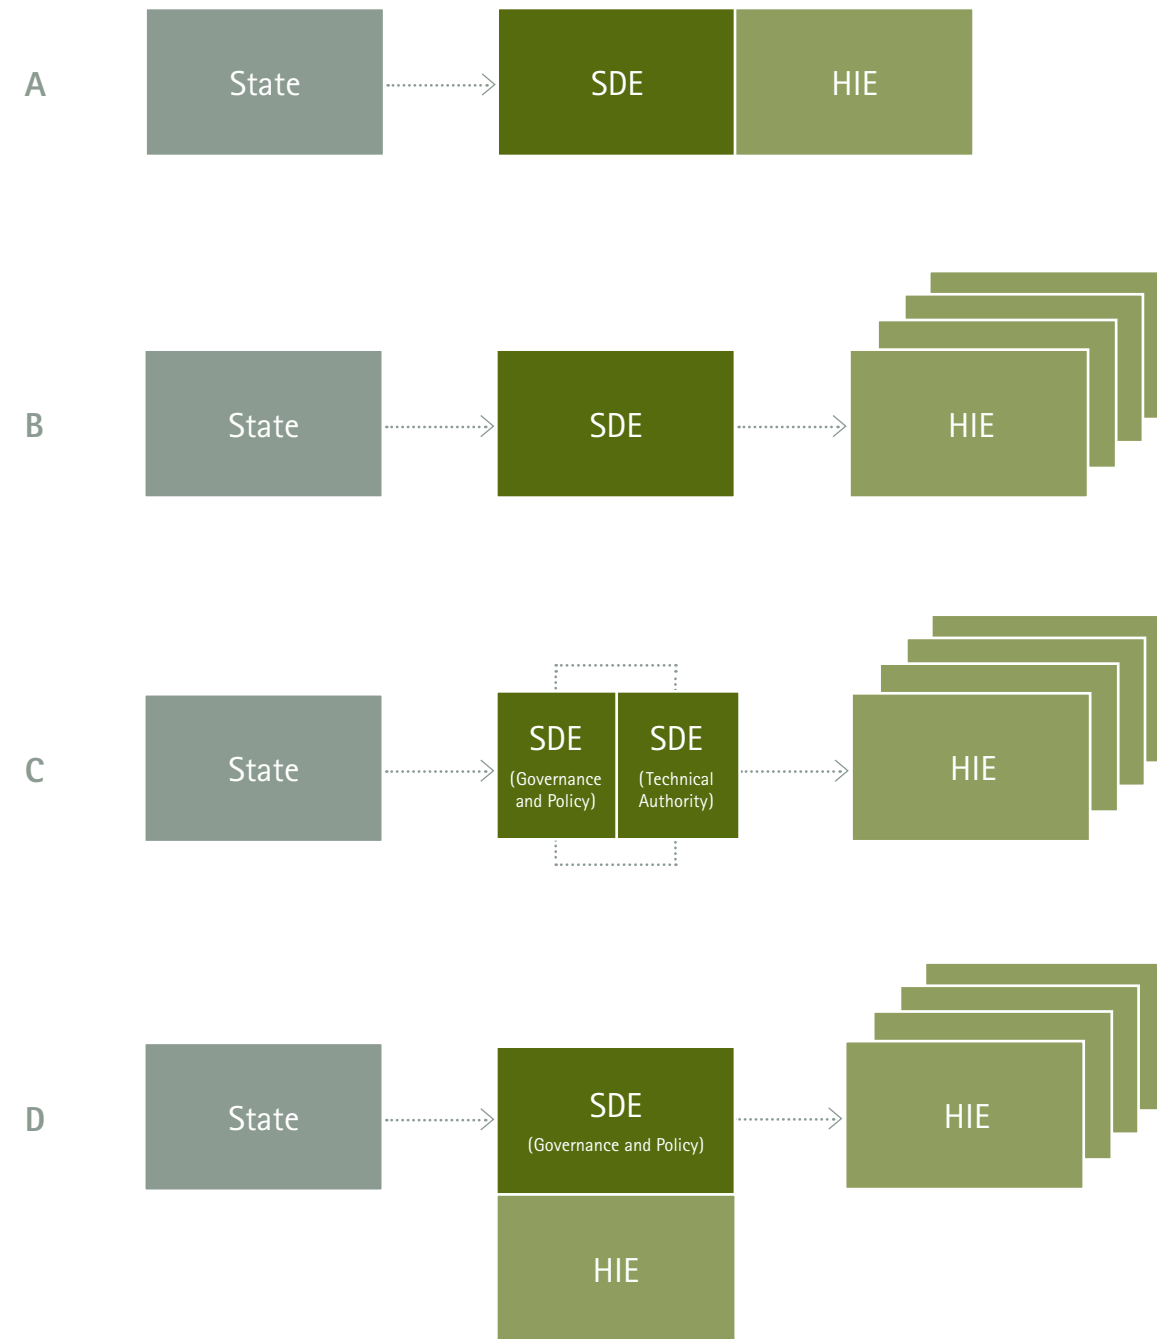 A
State
SDE
HIE
B
State
SDE
HIE
C
State
SDE
(Governance
and Policy)
SDE
(Technical
Authority)
HIE
D
State
SDE
(Governance and Policy)
HIE
HIE